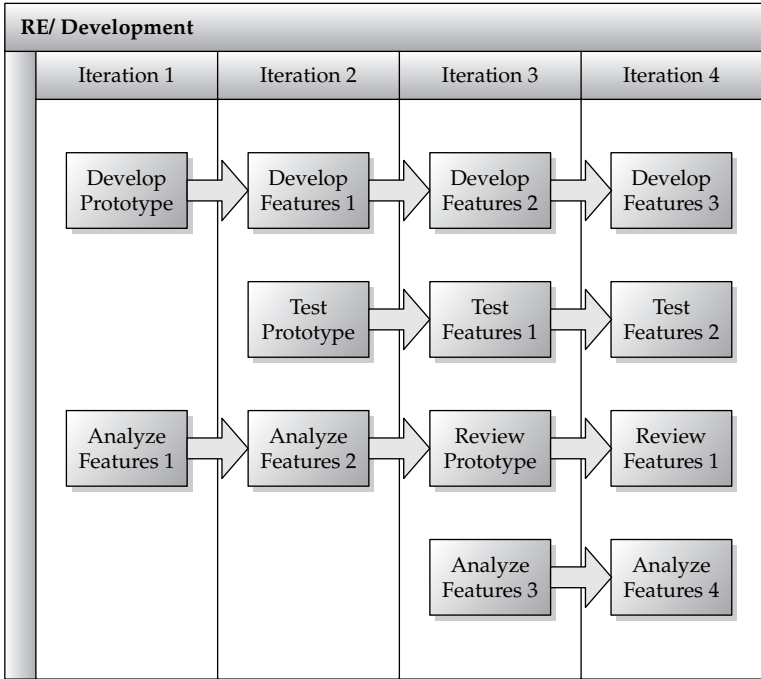 RE/ Development
Iteration 1
Iteration 2
Iteration 3
Iteration 4
Develop
Prototype
Develop
Features 1
Develop
Features 2
Develop
Features 3
Test
Prototype
Test
Features 1
Test
Features 2
Analyze
Features 1
Analyze
Features 2
Review
Prototype
Review
Features 1
Analyze
Features 3
Analyze
Features 4